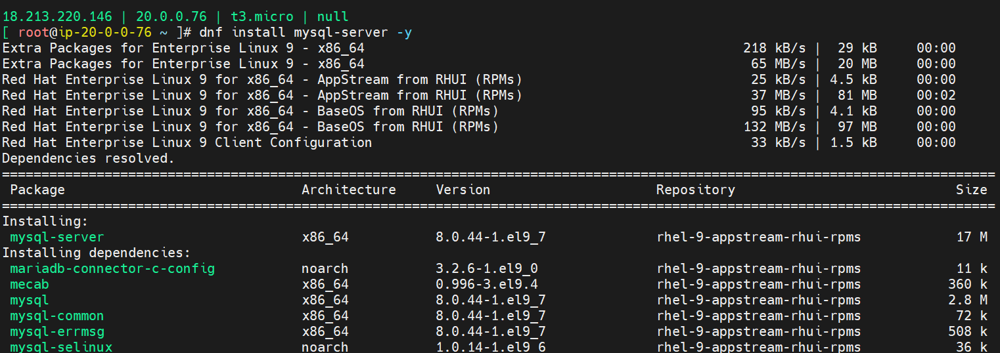 18.213.220.146 | 20.0.0.76 | t3.micro | null
[ root@ip-20-0-0-76 ~ ]# dnf install mysql-server -y
Extra Packages for Enterprise Linux 9 - x86_64 218 kB/s | 29 kB 00:00
Extra Packages for Enterprise Linux 9 - x86_64 65 MB/s | 20 MB 00:00
Red Hat Enterprise Linux 9 for x86_64 - AppStream from RHUI (RPMs) 25 kB/s | 4.5 kB 00:00
Red Hat Enterprise Linux 9 for x86_64 - AppStream from RHUI (RPMs) 37 MB/s | 81 MB 00:02
Red Hat Enterprise Linux 9 for x86_64 - BaseOS from RHUI (RPMs) 95 kB/s | 4.1 kB 00:00
Red Hat Enterprise Linux 9 for x86_64 - BaseOS from RHUI (RPMs) 132 MB/s | 97 MB 00:00
Red Hat Enterprise Linux 9 Client Configuration 33 kB/s | 1.5 kB 00:00
Dependencies resolved.
==============================================================================================================================
Package Architecture Version Repository Size
==============================================================================================================================
Installing:
mysql-server x86_64 8.0.44-1.el9_7 rhel-9-appstream-rhui-rpms 17 M
Installing dependencies:
mariadb-connector-c-config noarch 3.2.6-1.el9_0 rhel-9-appstream-rhui-rpms 11 k
mecab x86_64 0.996-3.el9.4 rhel-9-appstream-rhui-rpms 360 k
mysql x86_64 8.0.44-1.el9_7 rhel-9-appstream-rhui-rpms 2.8 M
mysql-common x86_64 8.0.44-1.el9_7 rhel-9-appstream-rhui-rpms 72 k
mysql-errmsg x86_64 8.0.44-1.el9_7 rhel-9-appstream-rhui-rpms 508 k
mysql-selinux noarch 1.0.14-1.el9_6 rhel-9-appstream-rhui-rpms 36 k